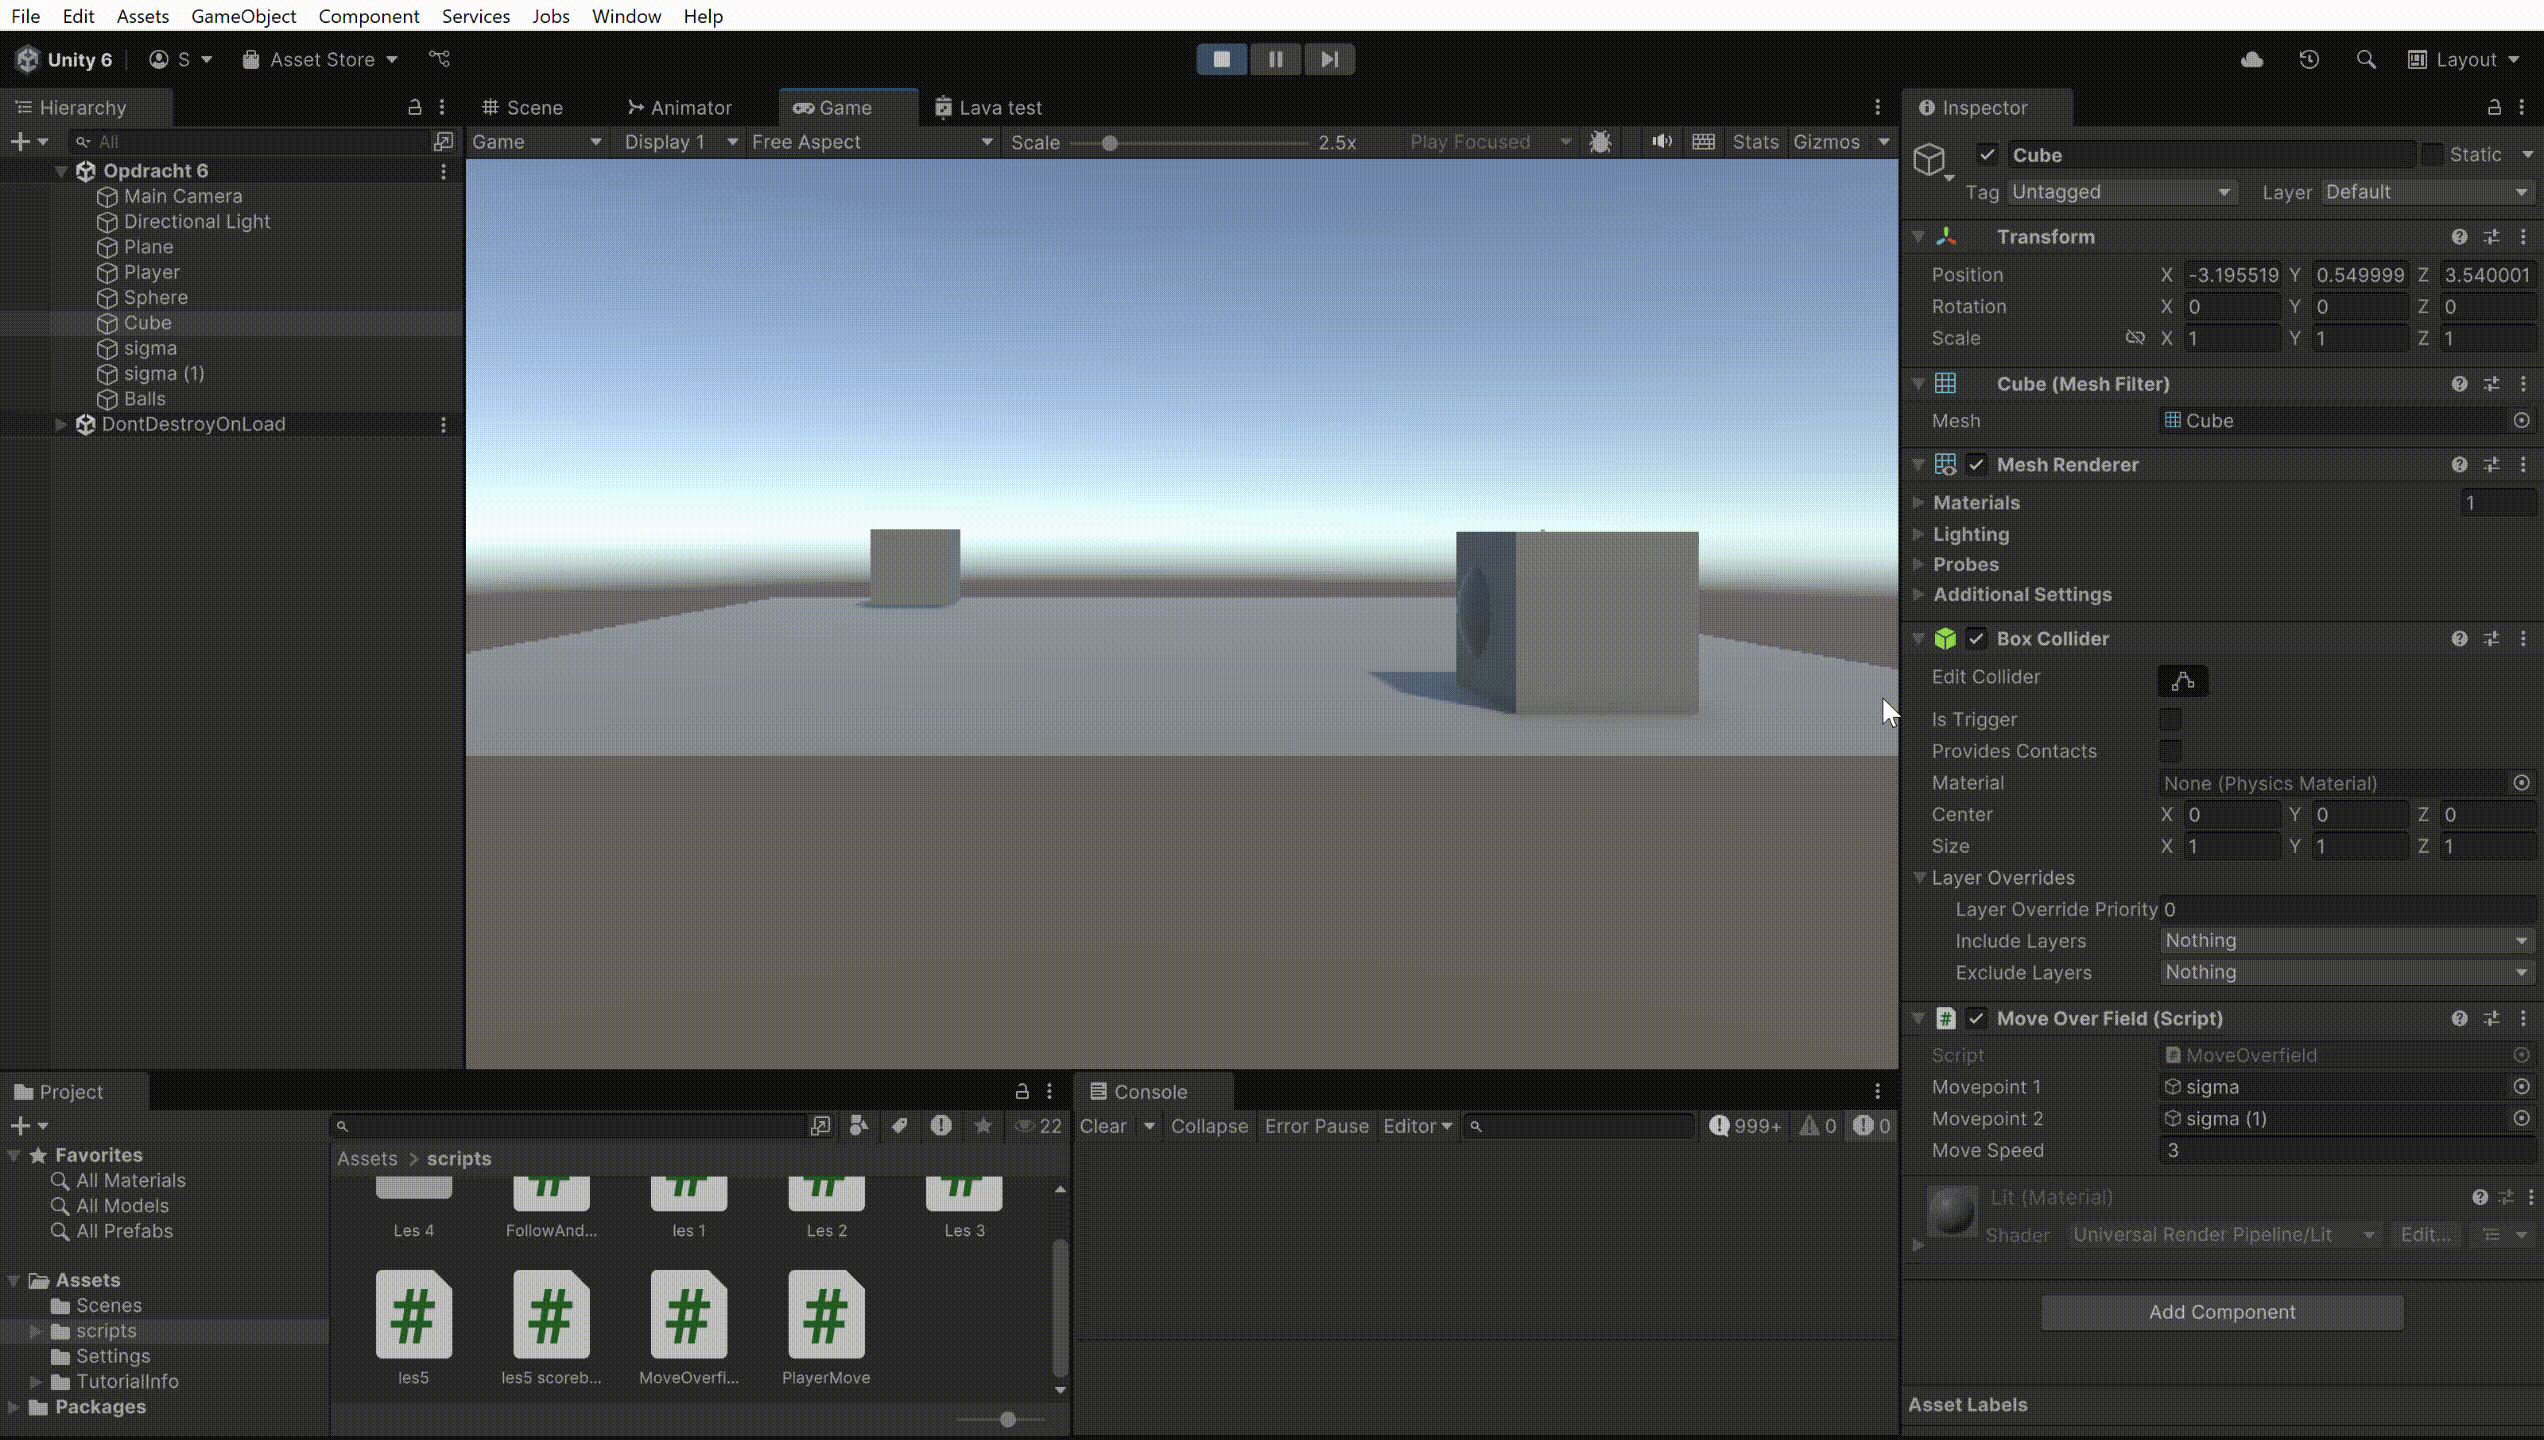 File Edit Assets GameObject Component Services Jobs Window Help
Unity 6 S Asset Store Layout
Hierarchy
All
Opdracht 6
Main Camera
Directional Light
Plane
Player
Sphere
Cube
sigma
sigma (1)
Balls
DontDestroyOnLoad
Scene Animator Game Lava test
Game Display 1 Free Aspect Scale 2.5x Play Focused Stats Gizmos
Inspector
Cube Static
Tag Untagged Layer Default
Transform
Position X -3.195519 Y 0.549999 Z 3.540001
Rotation X 0 Y 0 Z 0
Scale X 1 Y 1 Z 1
Cube (Mesh Filter)
Mesh Cube
Mesh Renderer
Materials 1
Lighting
Probes
Additional Settings
Box Collider
Edit Collider
Is Trigger
Provides Contacts
Material None (Physics Material)
Center X 0 Y 0 Z 0
Size X 1 Y 1 Z 1
Layer Overrides
Layer Override Priority 0
Include Layers Nothing
Exclude Layers Nothing
Move Over Field (Script)
Script MoveOverfield
Movepoint 1 sigma
Movepoint 2 sigma (1)
Move Speed 3
Lit (Material)
Shader Universal Render Pipeline/Lit Edit...
Add Component
Asset Labels
Project
22
Favorites
All Materials
All Models
All Prefabs
Assets
Scenes
scripts
Settings
TutorialInfo
Packages
Assets > scripts
Les 4 FollowAnd... les 1 Les 2 Les 3
# # # #
les5 les5 scoreb... MoveOverfi... PlayerMove
Console
Clear Collapse Error Pause Editor 999+ 0 0